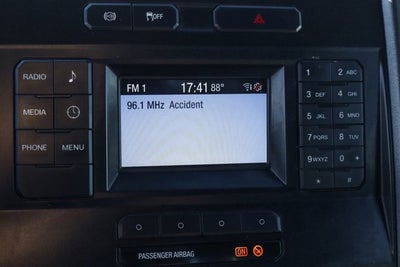 OFF
RADIO
MEDIA
PHONE MENU
FM 1 17:41 88°
96.1 MHz Accident
1 2 ABC
3 DEF 4 GHI
5 JKL 6 MNO
7 PQRS 8 TUV
9 WXYZ 0 +
* #
PASSENGER AIRBAG ON